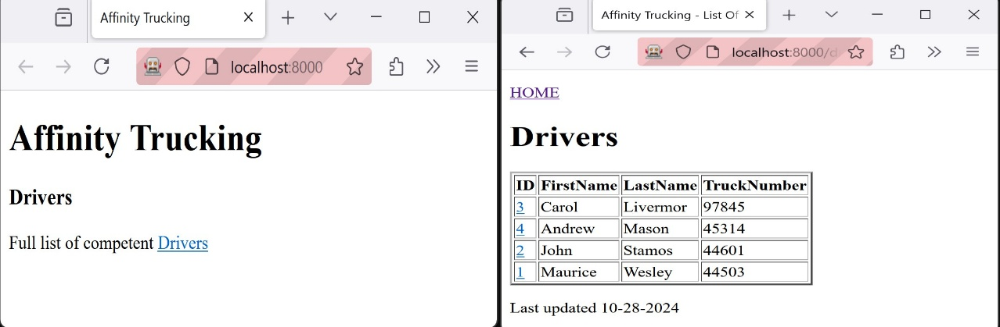 Affinity Trucking
localhost:8000
Affinity Trucking
Drivers
Full list of competent Drivers
Affinity Trucking - List Of
localhost:8000/d
HOME
Drivers
ID FirstName LastName TruckNumber
3 Carol Livermor 97845
4 Andrew Mason 45314
2 John Stamos 44601
1 Maurice Wesley 44503
Last updated 10-28-2024